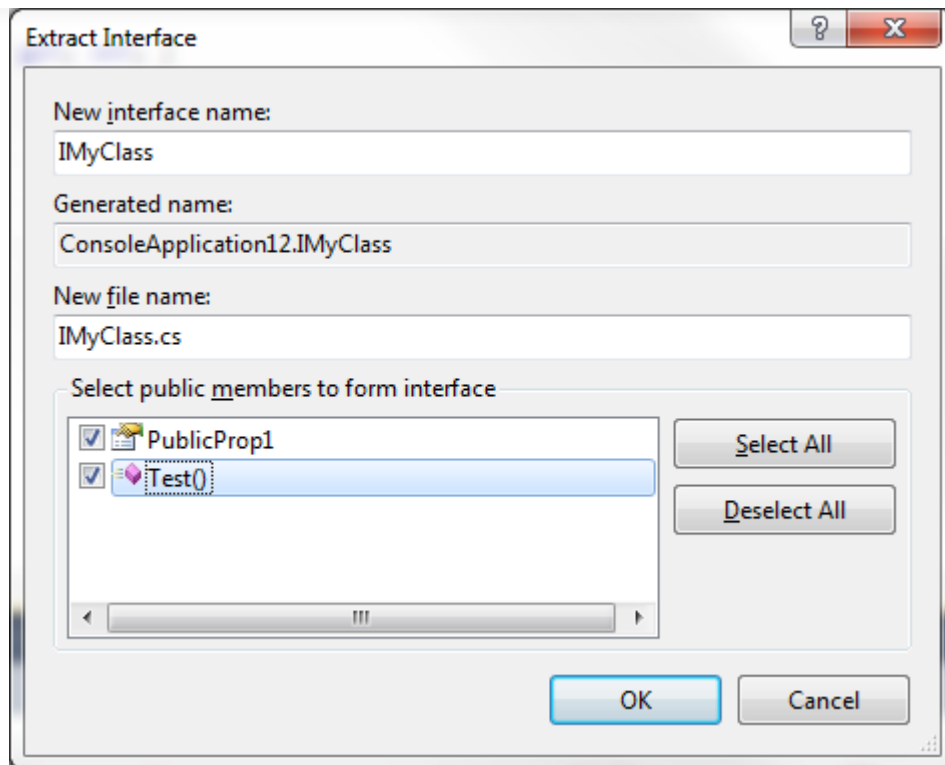 Extract Interface
New interface name:
IMyClass
Generated name:
ConsoleApplication12.IMyClass
New file name:
IMyClass.cs
Select public members to form interface
PublicProp1
Select All
Test()
Deselect All
OK
Cancel